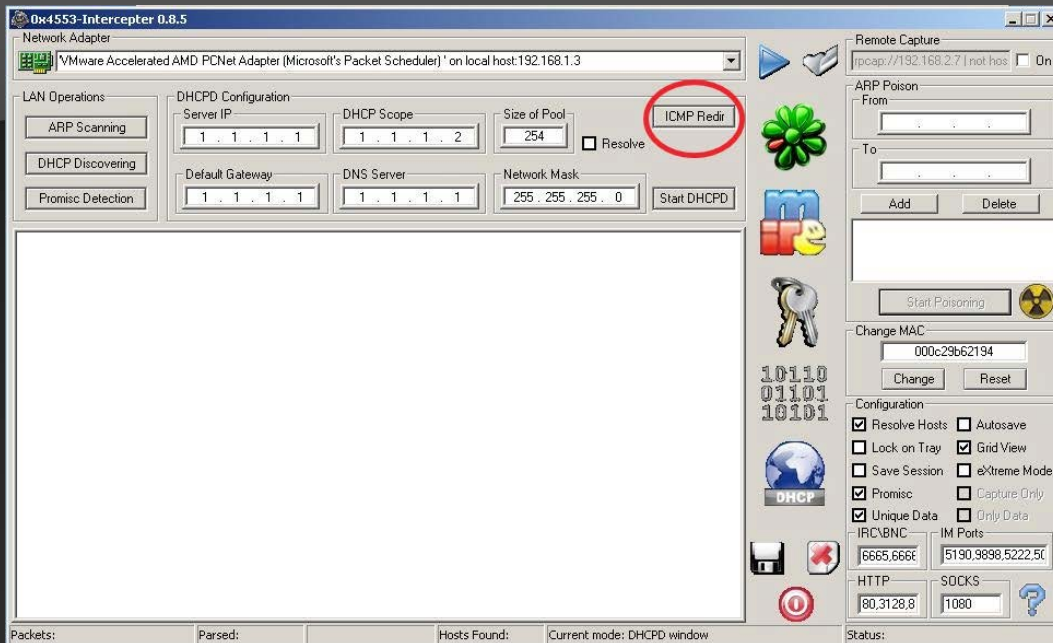 0x4553-Intercepter 0.8.5
Network Adapter
'VMware Accelerated AMD PCNet Adapter (Microsoft's Packet Scheduler) ' on local host:192.168.1.3
LAN Operations
ARP Scanning
DHCP Discovering
Promisc Detection
DHCPD Configuration
Server IP
1 . 1 . 1 . 1
DHCP Scope
1 . 1 . 1 . 2
Size of Pool
254
Resolve
ICMP Redir
Default Gateway
1 . 1 . 1 . 1
DNS Server
1 . 1 . 1 . 1
Network Mask
255 . 255 . 255 . 0
Start DHCPD
mirc
10110
01101
10101
DHCP
Remote Capture
rpcap://192.168.2.7 | not hos
On
ARP Poison
From
. . .
To
. . .
Add
Delete
Start Poisoning
Change MAC
000c29b62194
Change
Reset
Configuration
Resolve Hosts
Autosave
Lock on Tray
Grid View
Save Session
eXtreme Mode
Promisc
Capture Only
Unique Data
Only Data
IRC\BNC
6665,6666
IM Ports
5190,9898,5222,50
HTTP
80,3128,8
SOCKS
1080
?
Packets:
Parsed:
Hosts Found:
Current mode: DHCPD window
Status: